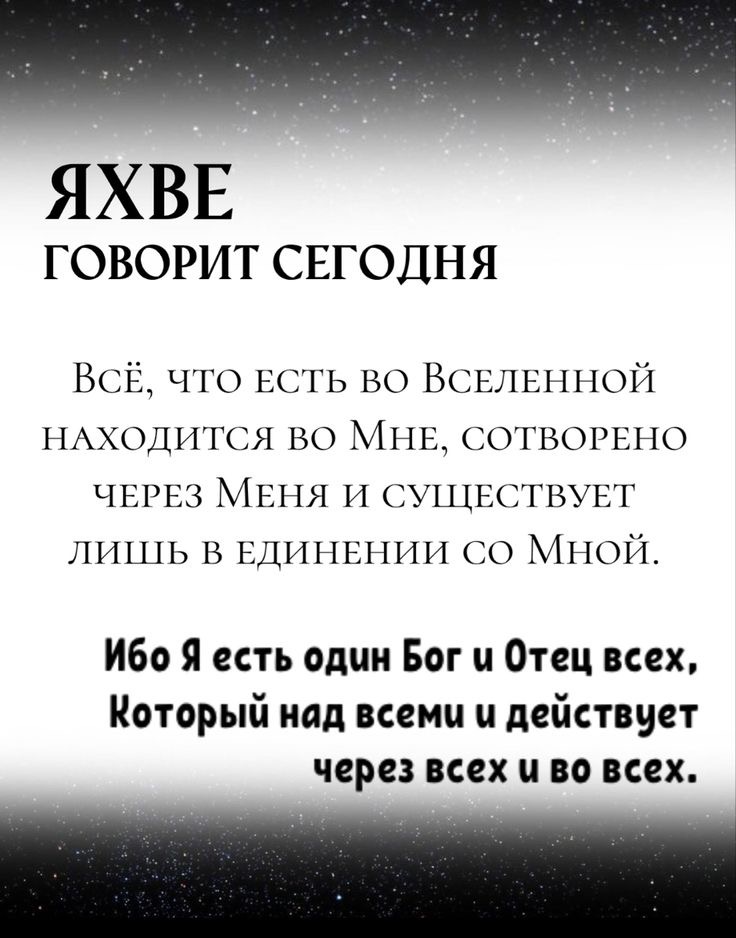 ЯХВЕ
ГОВОРИТ СЕГОДНЯ
Всё, что есть во Вселенной
находится во Мне, сотворено
через Меня и существует
лишь в единении со Мной.
Ибо Я есть один Бог и Отец всех,
Который над всеми и действует
через всех и во всех.